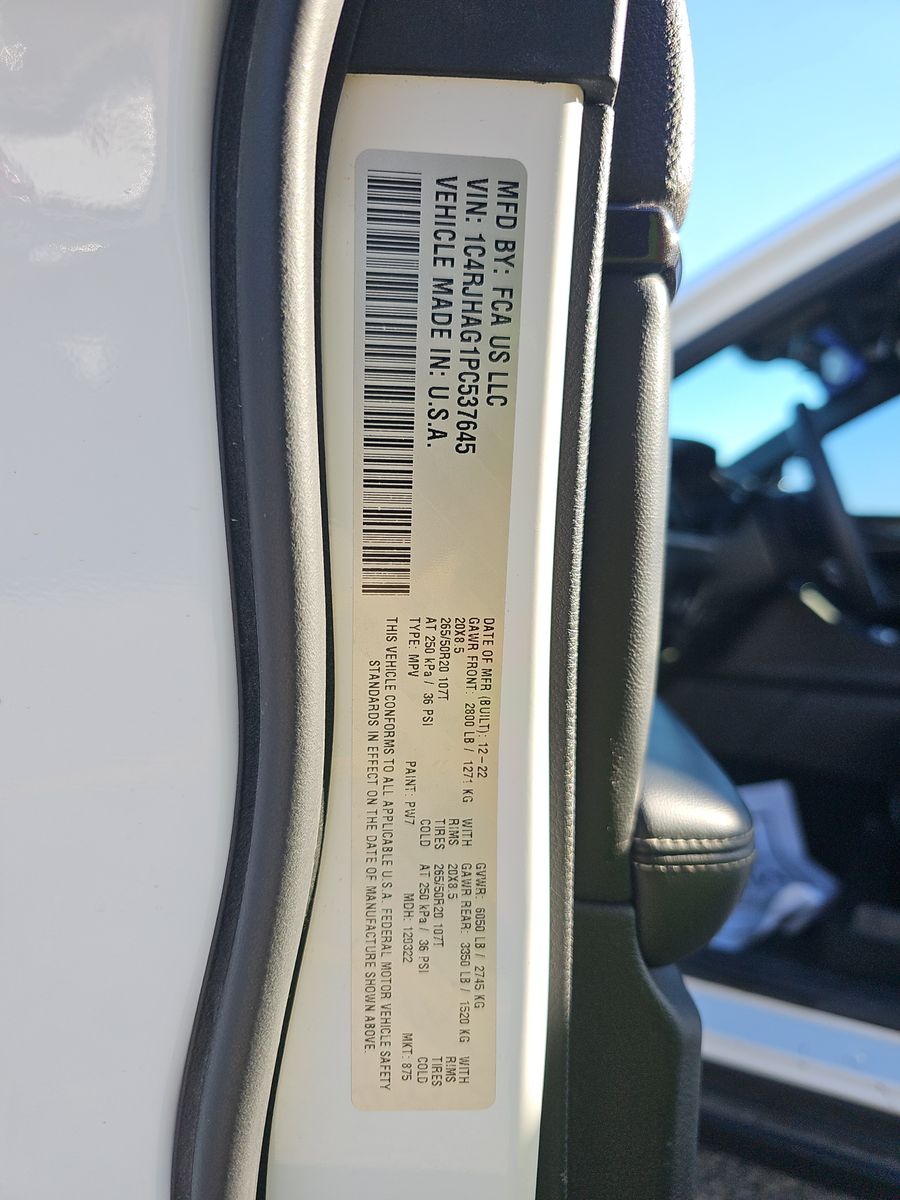 MFD BY: FCA US LLC
VIN: 1C4RJHAG1PC537645
VEHICLE MADE IN: U.S.A.
DATE OF MFR (BUILT): 12-22 GVWR: 6050 LB / 2745 KG
GAWR FRONT: 2800 LB / 1271 KG WITH GAWR REAR: 3350 LB / 1520 KG WITH
20X8.5 RIMS 20X8.5 RIMS
265/50R20 107T TIRES 265/50R20 107T TIRES
AT 250 kPa / 36 PSI COLD AT 250 kPa / 36 PSI COLD
TYPE: MPV PAINT: PW7 MDH: 120322 MKT: 875
THIS VEHICLE CONFORMS TO ALL APPLICABLE U.S.A. FEDERAL MOTOR VEHICLE SAFETY
STANDARDS IN EFFECT ON THE DATE OF MANUFACTURE SHOWN ABOVE.